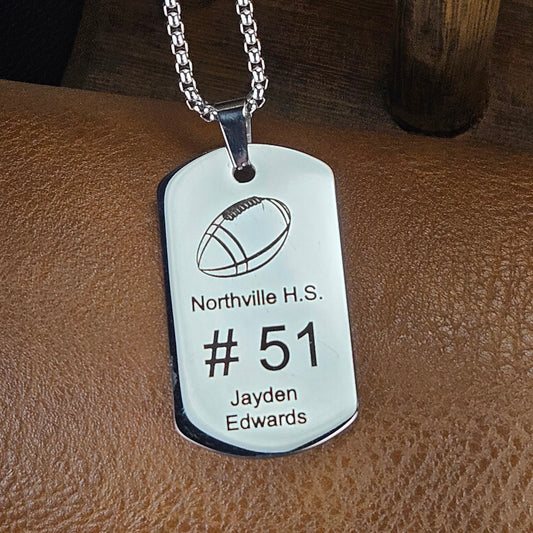 Northville H.S.
# 51
Jayden
Edwards